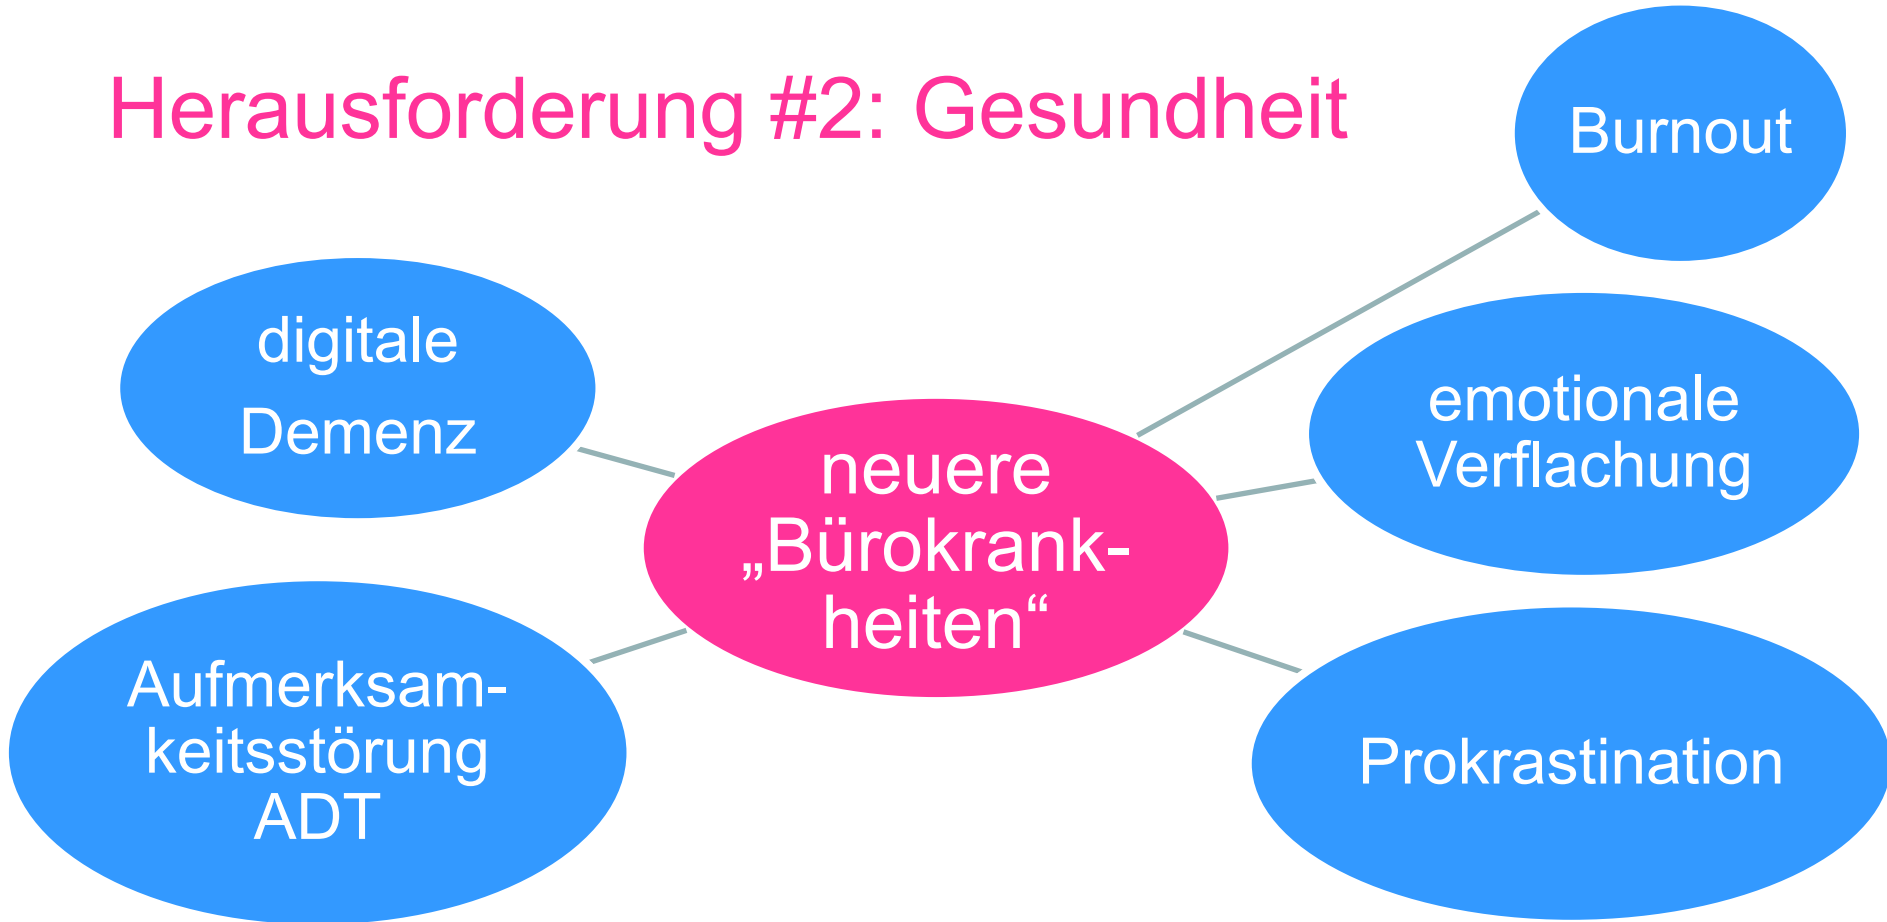 Herausforderung #2: Gesundheit
Burnout
digitale
Demenz
emotionale
Verflachung
neuere
„Bürokrank-
heiten“
Aufmerksam-
keitsstörung
ADT
Prokrastination